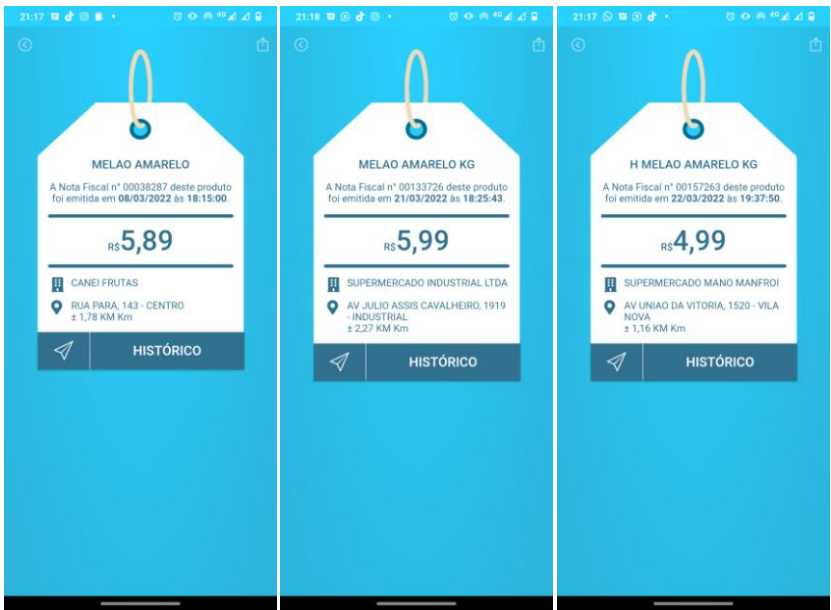 21:17
4G
MELAO AMARELO
A Nota Fiscal n° 00038287 deste produto
foi emitida em 08/03/2022 às 18:15:00.
R$5,89
CANEI FRUTAS
RUA PARA, 143 - CENTRO
± 1,78 KM Km
HISTÓRICO
21:18
4G
MELAO AMARELO KG
A Nota Fiscal n° 00133726 deste produto
foi emitida em 21/03/2022 às 18:25:43.
R$5,99
SUPERMERCADO INDUSTRIAL LTDA
AV JULIO ASSIS CAVALHEIRO, 1919
- INDUSTRIAL
± 2,27 KM Km
HISTÓRICO
21:17
4G
H MELAO AMARELO KG
A Nota Fiscal n° 00157263 deste produto
foi emitida em 22/03/2022 às 19:37:50.
R$4,99
SUPERMERCADO MANO MANFROI
AV UNIAO DA VITORIA, 1520 - VILA
NOVA
± 1,16 KM Km
HISTÓRICO